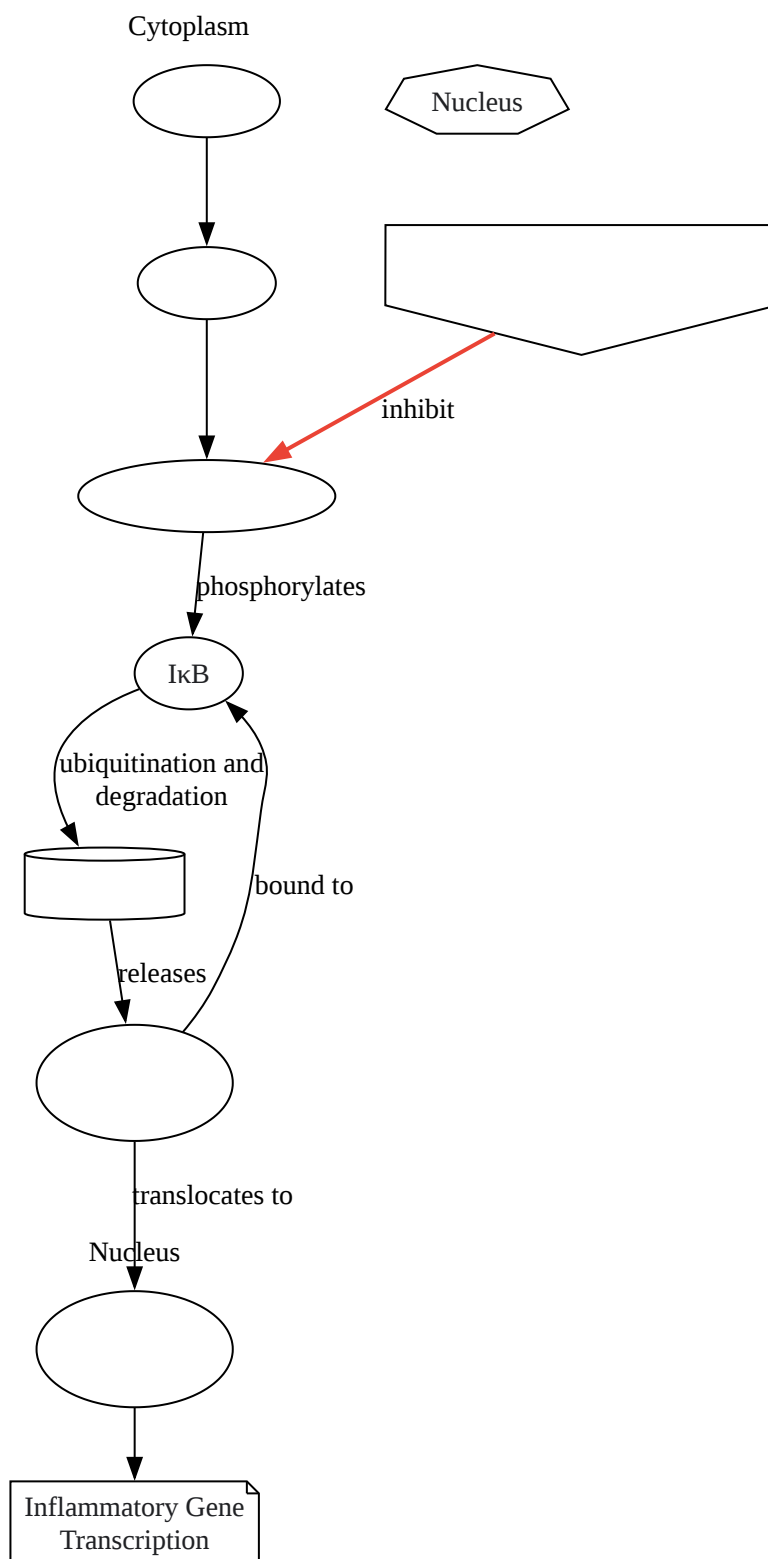 Cytoplasm
Nucleus
inhibit
phosphorylates
IκB
ubiquitination and
degradation
bound to
releases
translocates to
Nucleus
Inflammatory Gene
Transcription